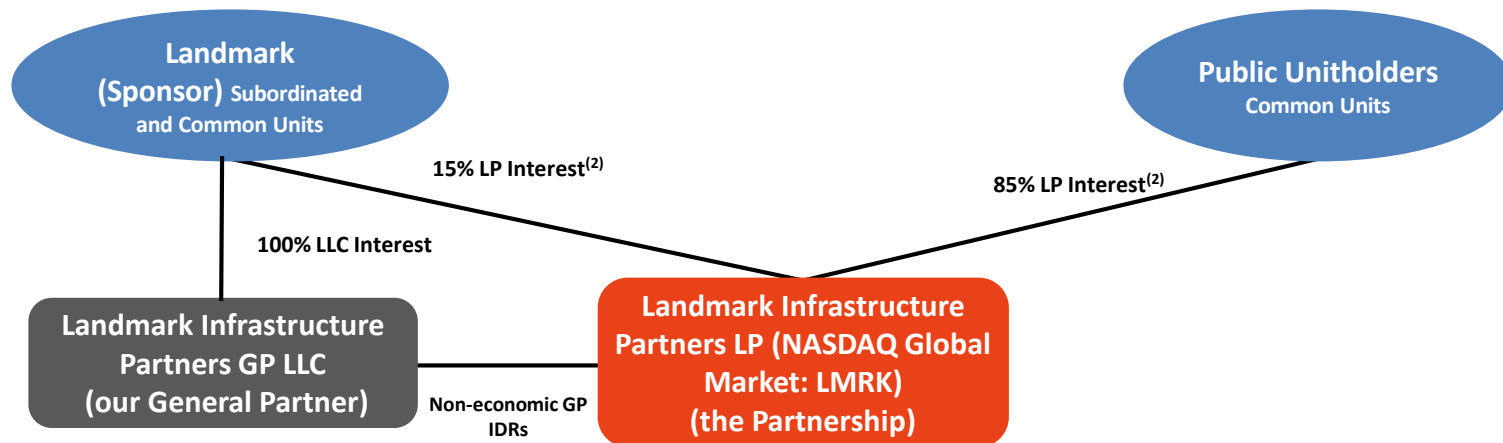 Landmark
(Sponsor) Subordinated
and Common Units
Public Unitholders
Common Units
15% LP Interest(2)
85% LP Interest(2)
100% LLC Interest
Landmark Infrastructure
Partners GP LLC
(our General Partner)
Non-economic GP
IDRs
Landmark Infrastructure
Partners LP (NASDAQ Global
Market: LMRK)
(the Partnership)